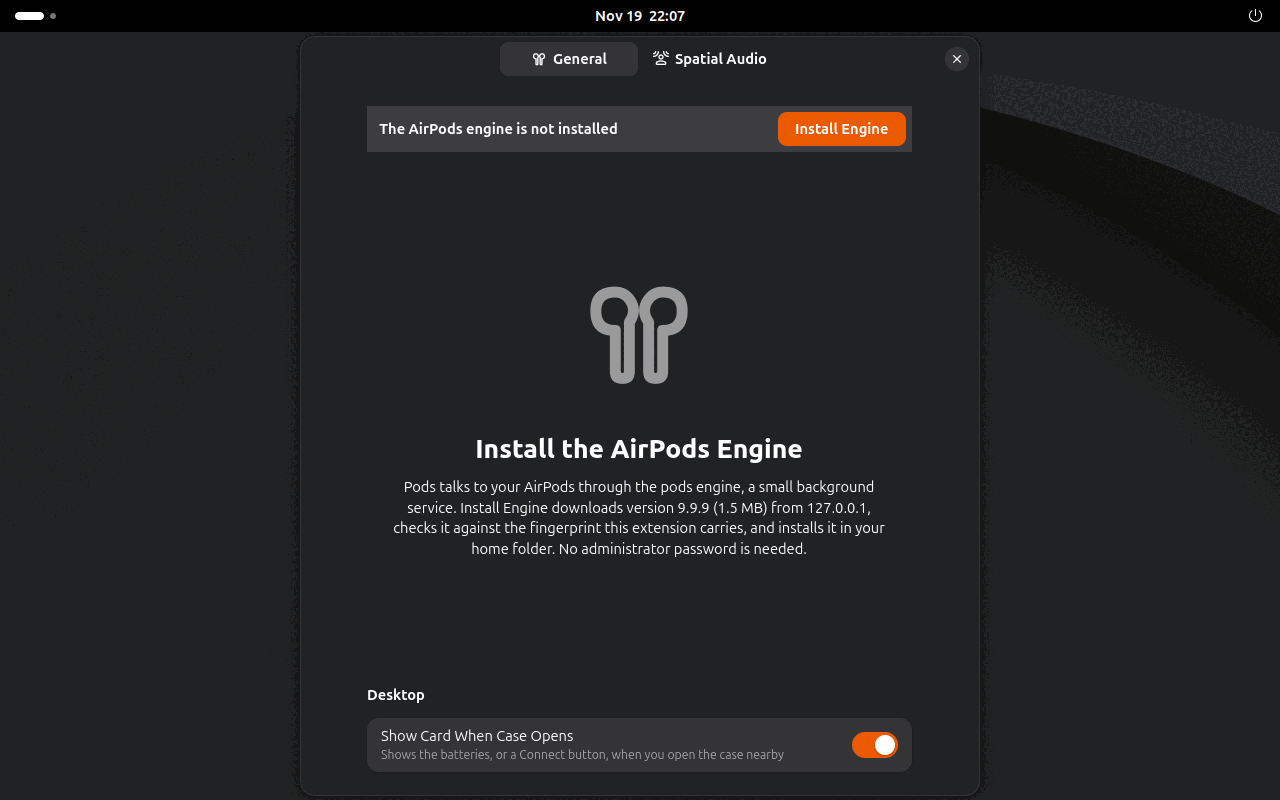 Nov 19 22:07
General
Spatial Audio
The AirPods engine is not installed
Install Engine
Install the AirPods Engine
Pods talks to your AirPods through the pods engine, a small background
service. Install Engine downloads version 9.9.9 (1.5 MB) from 127.0.0.1,
checks it against the fingerprint this extension carries, and installs it in your
home folder. No administrator password is needed.
Desktop
Show Card When Case Opens
Shows the batteries, or a Connect button, when you open the case nearby